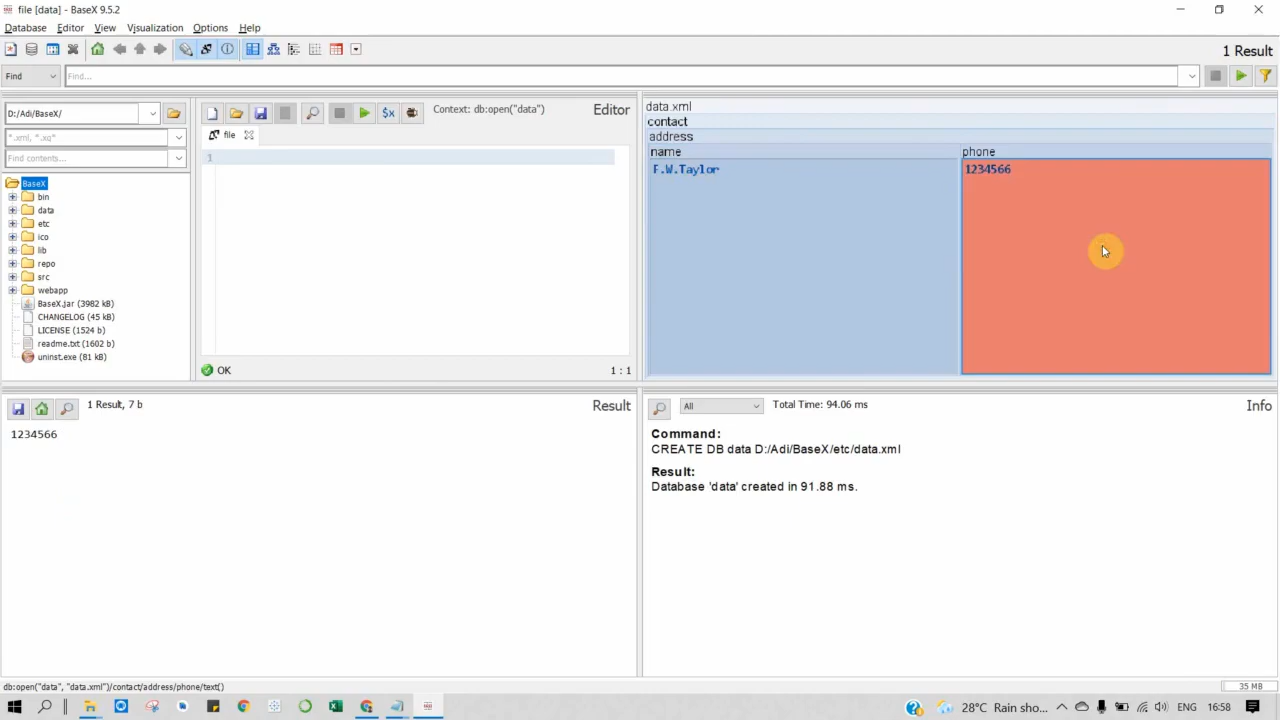 file [data] - BaseX 9.5.2
Database Editor View Visualization Options Help
1 Result
Find Find...
D:/Adi/BaseX/
*.xml, *.xq*
Find contents...
BaseX
bin
data
etc
ico
lib
repo
src
webapp
BaseX.jar (3982 kB)
CHANGELOG (45 kB)
LICENSE (1524 b)
readme.txt (1602 b)
uninst.exe (81 kB)
$x Context: db:open("data") Editor
file
1
OK 1 : 1
data.xml
contact
address
name phone
F.W.Taylor 1234566
1 Result, 7 b Result
1234566
All Total Time: 94.06 ms Info
Command:
CREATE DB data D:/Adi/BaseX/etc/data.xml
Result:
Database 'data' created in 91.88 ms.
db:open("data", "data.xml")/contact/address/phone/text() 35 MB
28°C Rain sho... ENG 16:58